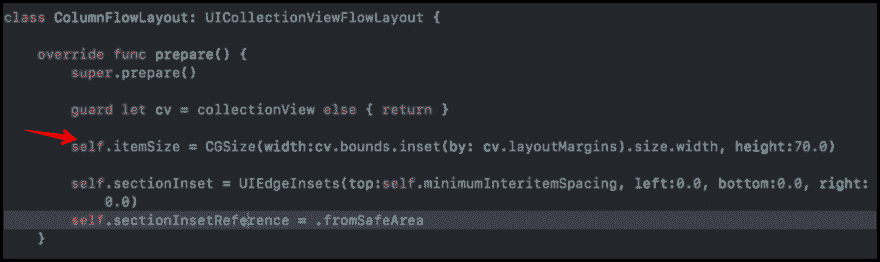 class ColumnFlowLayout: UICollectionViewFlowLayout {
override func prepare() {
super.prepare()
guard let cv = collectionView else { return }
self.itemSize = CGSize(width:cv.bounds.inset(by: cv.layoutMargins).size.width, height:70.0)
self.sectionInset = UIEdgeInsets(top:self.minimumInteritemSpacing, left:0.0, bottom:0.0, right:
0.0)
self.sectionInsetReference = .fromSafeArea
}